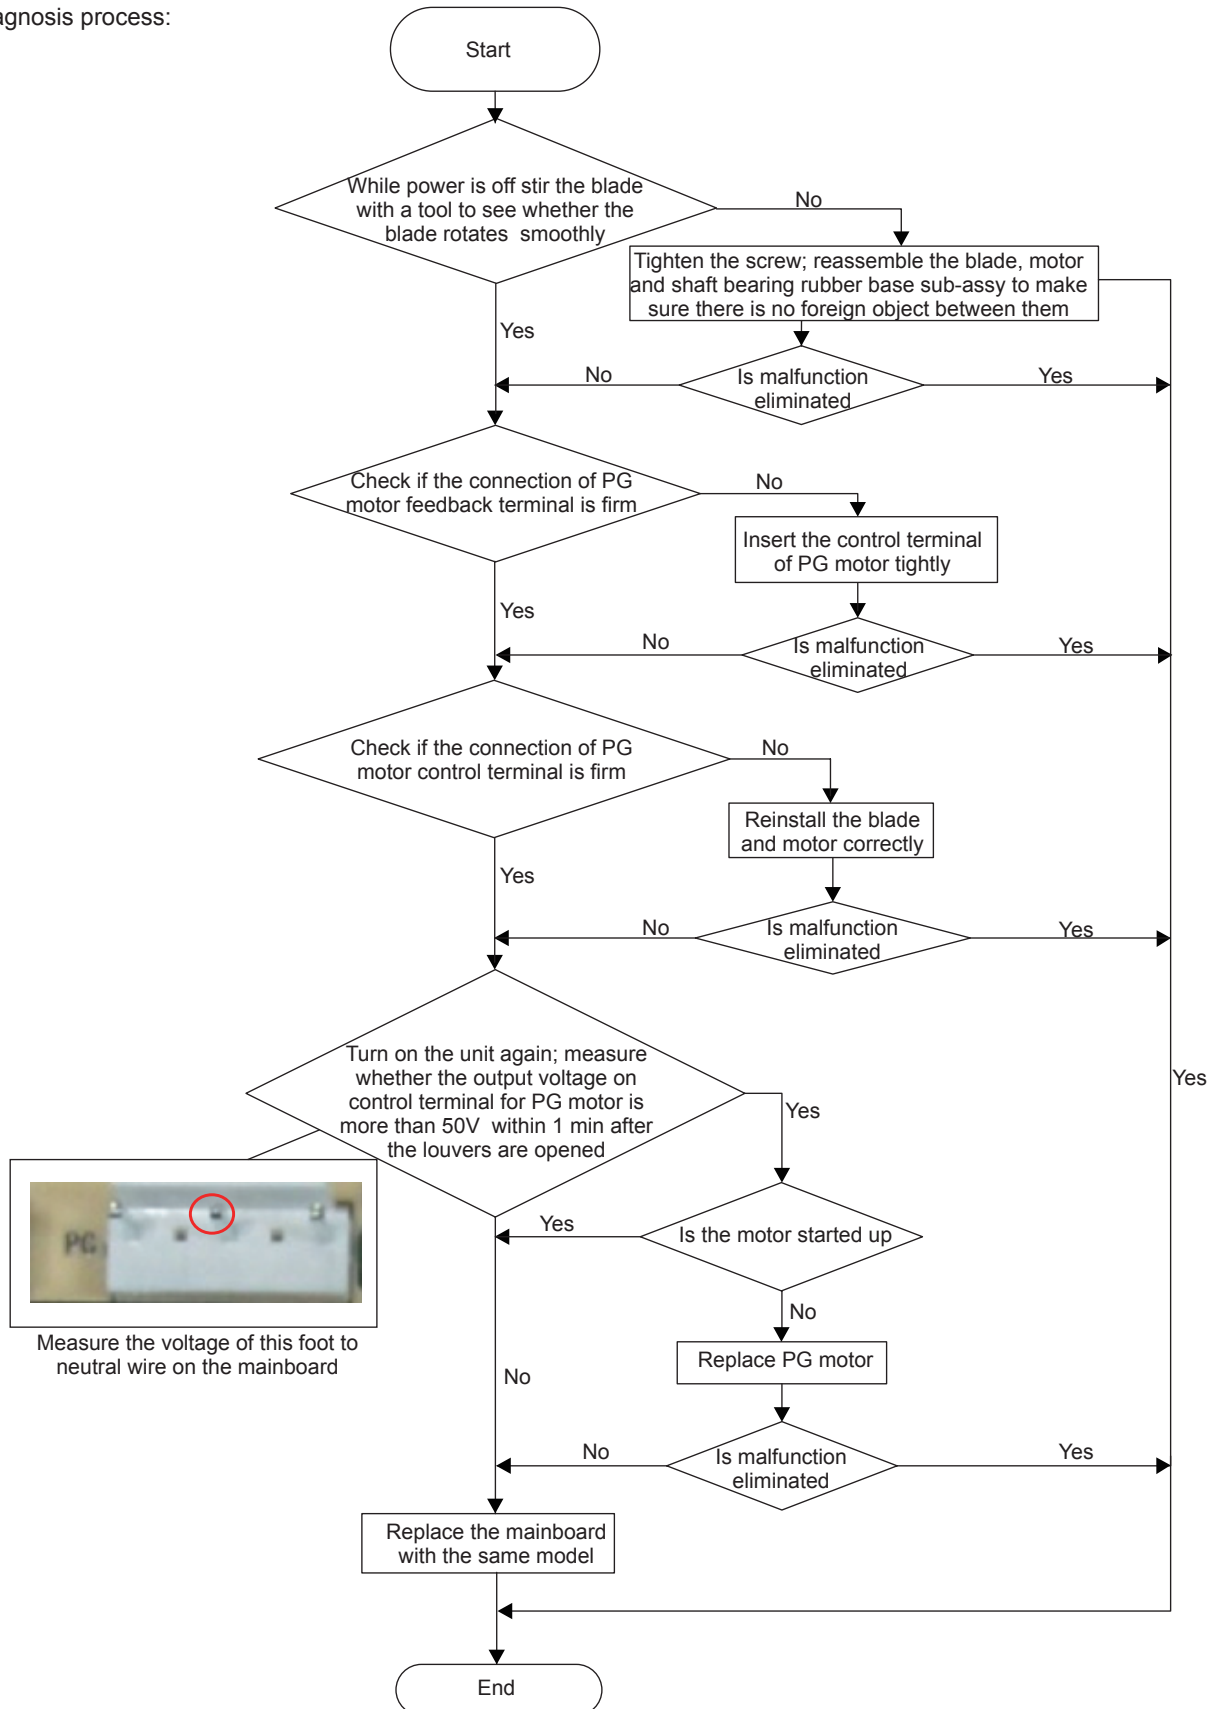 agnosis process:
Start
While power is off stir the blade
with a tool to see whether the
blade rotates smoothly
No
Tighten the screw; reassemble the blade, motor
and shaft bearing rubber base sub-assy to make
sure there is no foreign object between them
Yes
No
Is malfunction
eliminated
Yes
Check if the connection of PG
motor feedback terminal is firm
No
Insert the control terminal
of PG motor tightly
Yes
No
Is malfunction
eliminated
Yes
Check if the connection of PG
motor control terminal is firm
No
Reinstall the blade
and motor correctly
Yes
No
Is malfunction
eliminated
Yes
Turn on the unit again; measure
whether the output voltage on
control terminal for PG motor is
more than 50V within 1 min after
the louvers are opened
Yes
Yes
PG
Measure the voltage of this foot to
neutral wire on the mainboard
Yes
Is the motor started up
No
Replace PG motor
No
No
Is malfunction
eliminated
Yes
Replace the mainboard
with the same model
End